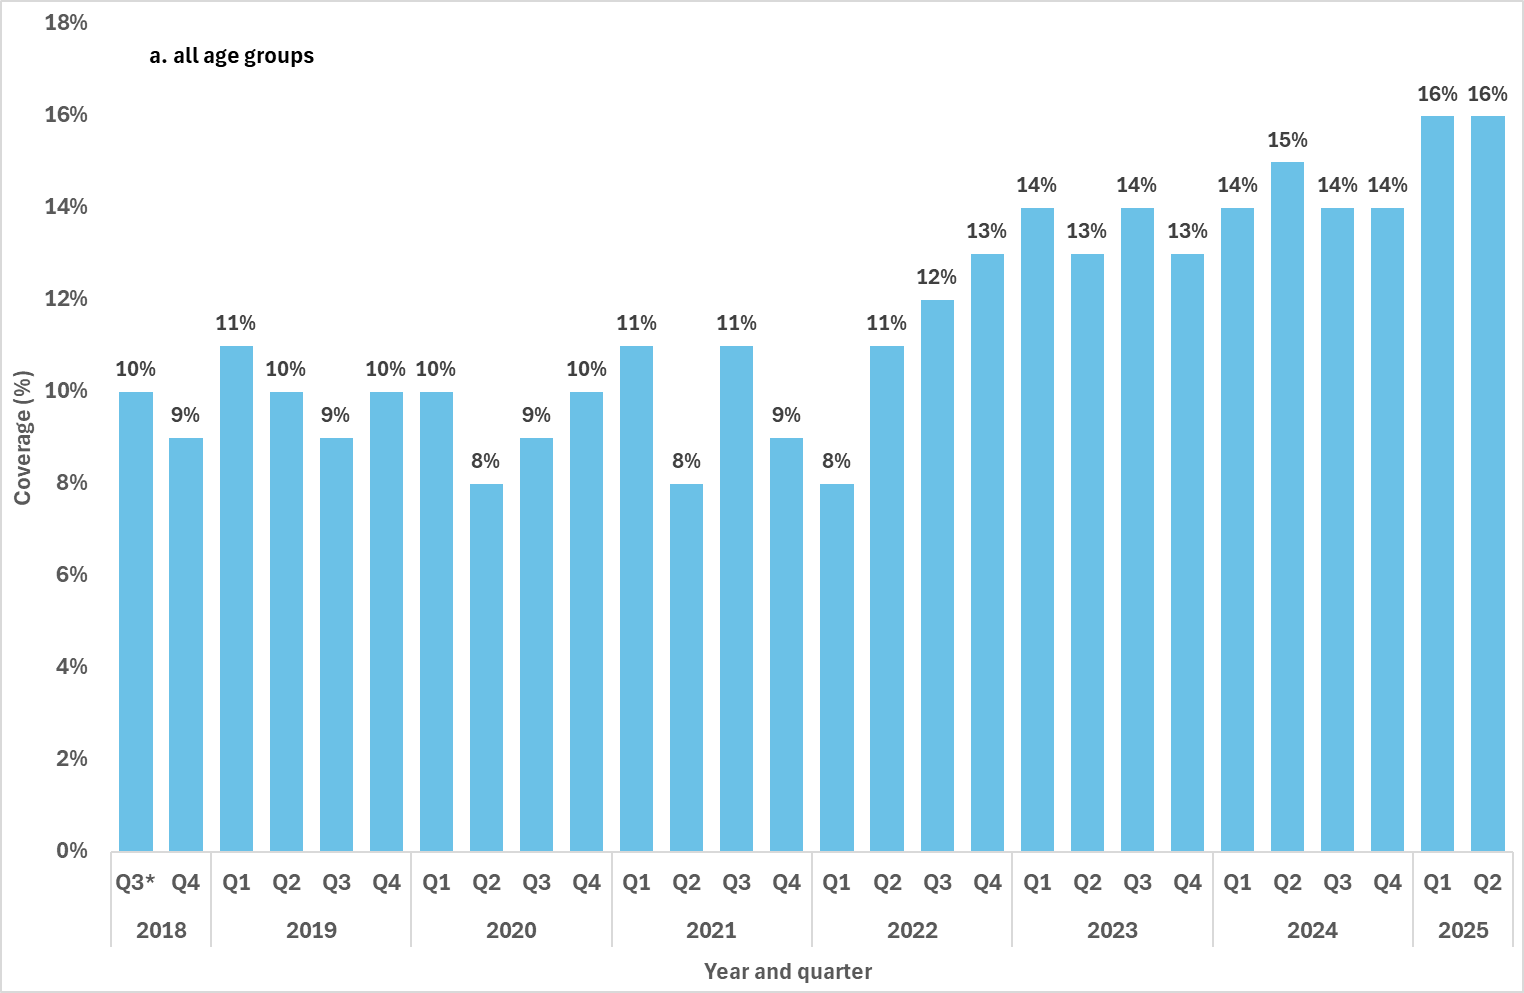 18%
a. all age groups
16%
14%
12%
10%
8%
6%
4%
2%
0%
Coverage (%)
10% 9% 11% 10% 9% 10% 10% 8% 9% 10% 11% 8% 11% 9% 8% 11% 12% 13% 14% 13% 14% 13% 14% 15% 14% 14% 16% 16%
Q3* Q4 Q1 Q2 Q3 Q4 Q1 Q2 Q3 Q4 Q1 Q2 Q3 Q4 Q1 Q2 Q3 Q4 Q1 Q2 Q3 Q4 Q1 Q2 Q3 Q4 Q1 Q2
2018 2019 2020 2021 2022 2023 2024 2025
Year and quarter